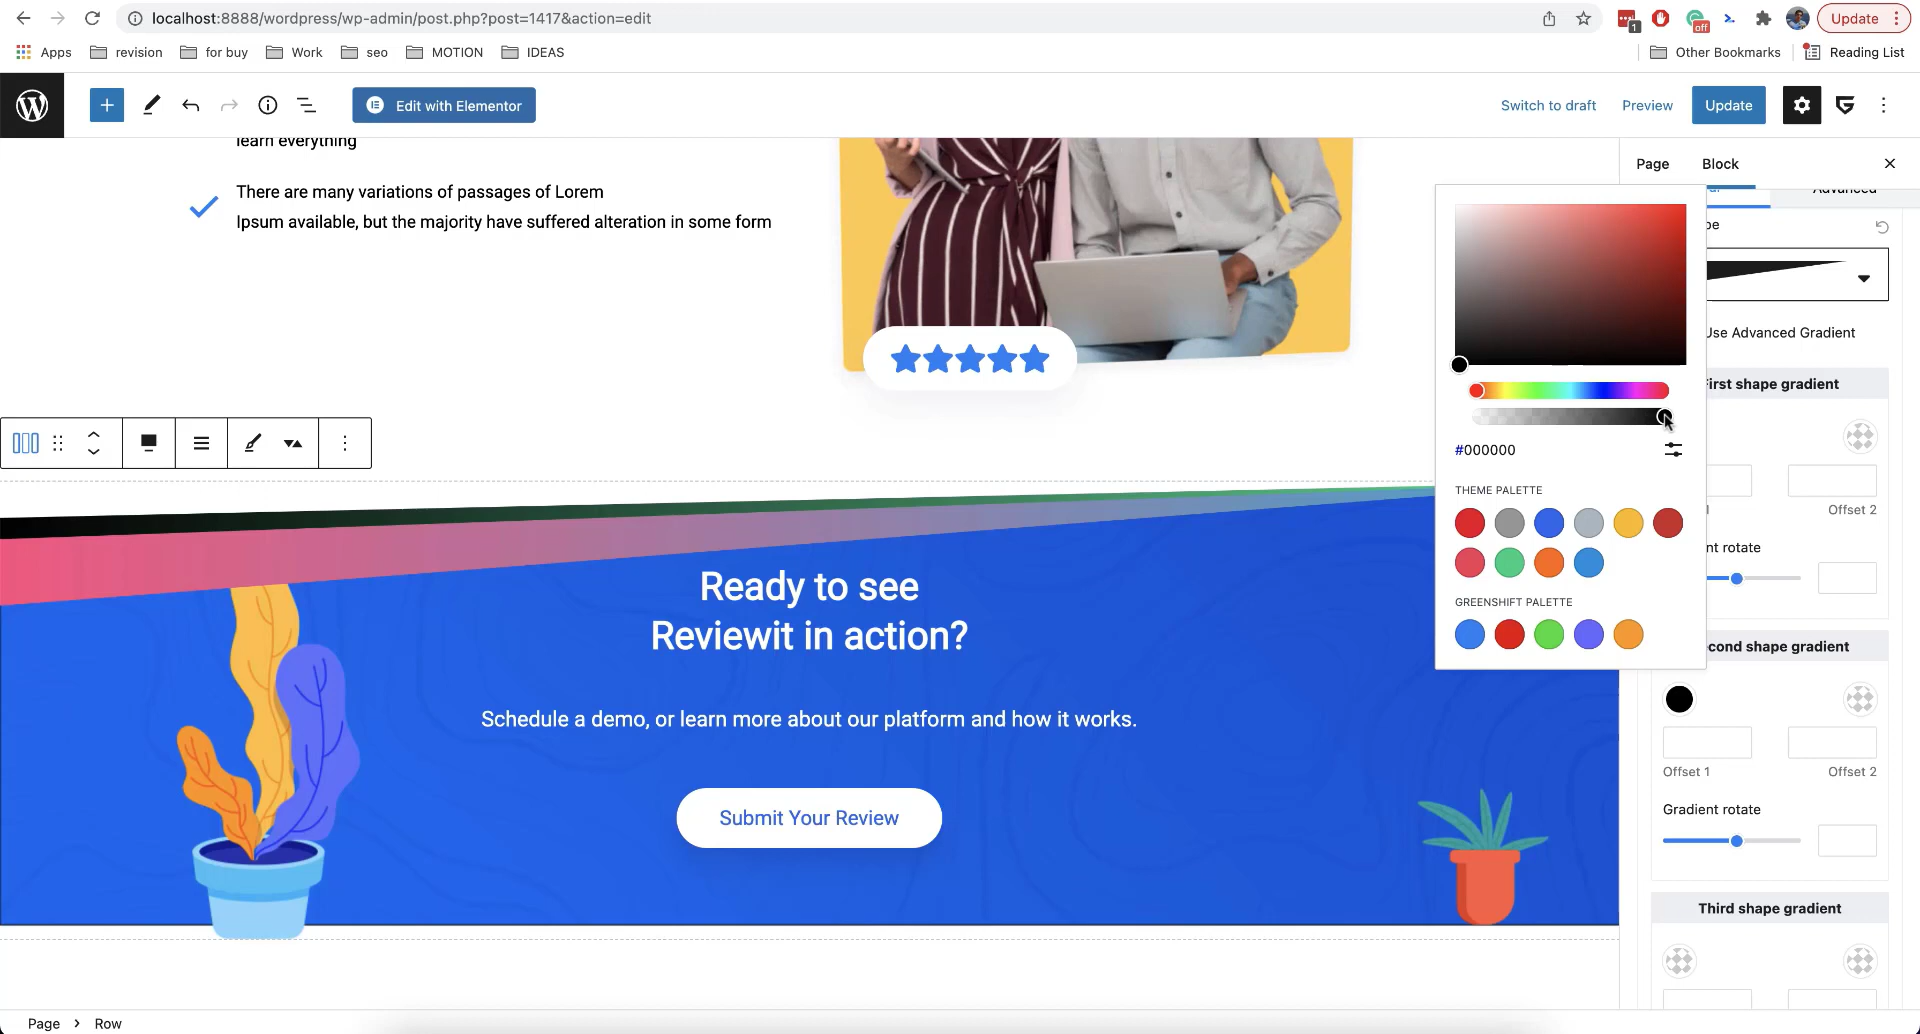 localhost:8888/wordpress/wp-admin/post.php?post=1417&action=edit
1
off
Update
Apps
revision
for buy
Work
seo
MOTION
IDEAS
Other Bookmarks
Reading List
Edit with Elementor
Switch to draft
Preview
Update
learn everything
There are many variations of passages of Lorem
Ipsum available, but the majority have suffered alteration in some form
Page
Block
Advanced
pe
Use Advanced Gradient
First shape gradient
#000000
THEME PALETTE
GREENSHIFT PALETTE
Offset 2
nt rotate
cond shape gradient
Offset 1
Offset 2
Gradient rotate
Third shape gradient
Ready to see
Reviewit in action?
Schedule a demo, or learn more about our platform and how it works.
Submit Your Review
Page
Row